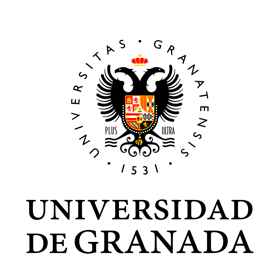 UNIVERSITAS · GRANATENSIS
· 1531 ·
PLUS ULTRA
UNIVERSIDAD
DE GRANADA